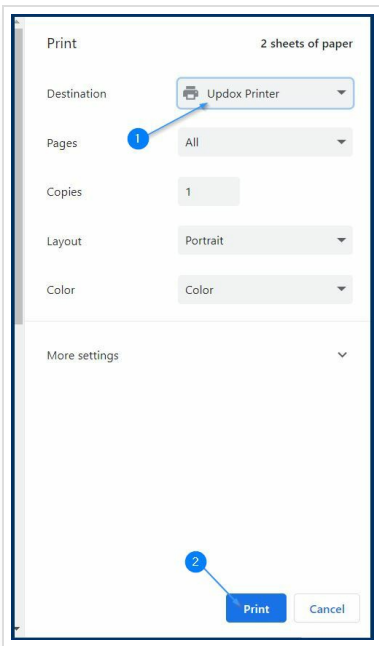 Print 2 sheets of paper
Destination Updox Printer
1
Pages All
Copies 1
Layout Portrait
Color Color
More settings
2
Print Cancel